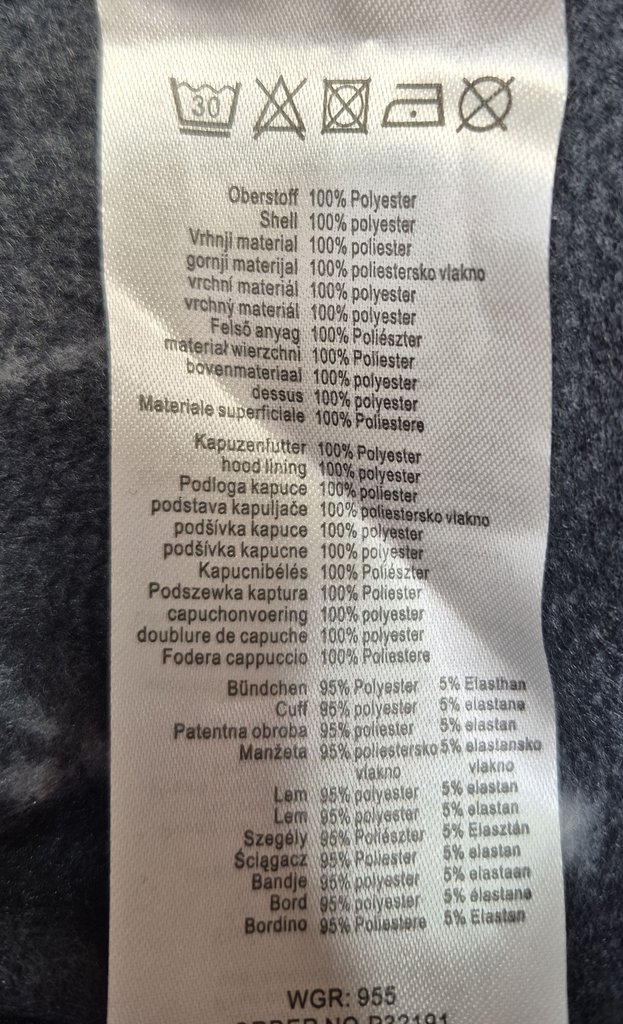 30
Oberstoff 100% Polyester
Shell 100% polyester
Vrhnji material 100% poliester
gornji materijal 100% poliestersko vlakno
vrchní materiál 100% polyester
vrchný materiál 100% polyester
Felső anyag 100% Poliészter
materiał wierzchni 100% Poliester
bovenmateriaal 100% polyester
dessus 100% polyester
Materiale superficiale 100% Poliestere
Kapuzenfutter 100% Polyester
hood lining 100% polyester
Podloga kapuce 100% poliester
podstava kapuljače 100% poliestersko vlakno
podšívka kapuce 100% polyester
podšívka kapucne 100% polyester
Kapucnibélés 100% Poliészter
Podszewka kaptura 100% Poliester
capuchonvoering 100% polyester
doublure de capuche 100% polyester
Fodera cappuccio 100% Poliestere
Bündchen 95% Polyester 5% Elasthan
Cuff 95% polyester 5% elastane
Patentna obroba 95% poliester 5% elastan
Manžeta 95% poliestersko 5% elastansko
vlakno vlakno
Lem 95% polyester 5% elastan
Lem 95% polyester 5% elastan
Szegély 95% Poliészter 5% Elasztán
Ściągacz 95% Poliester 5% elastan
Bandje 95% polyester 5% elastaan
Bord 95% polyester 5% élastane
Bordino 95% Poliestere 5% Elastan
WGR: 955
ORDER NO P32191